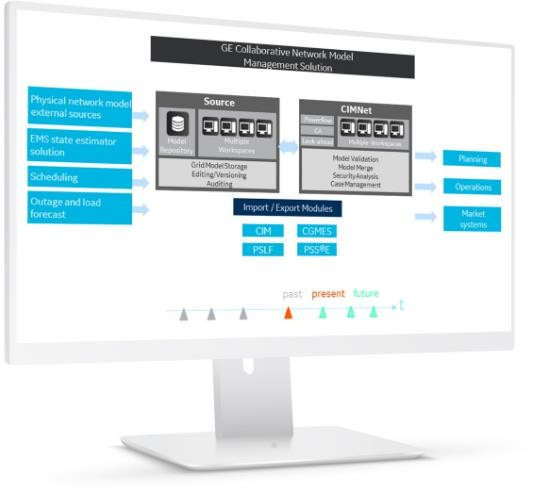 GE Collaborative Network Model
Management Solution
Physical network model
external sources
EMS state estimator
solution
Scheduling
Outage and load
forecast
Source
Model
Repository
Multiple
Workspaces
Grid Model Storage
Editing/Versioning
Auditing
CIMNet
Powerflow
CA
Look-ahead
Multiple Workspaces
Model Validation
Model Merge
Security Analysis
Case Management
Planning
Operations
Market
systems
Import / Export Modules
CIM
CGMES
PSLF
PSS®E
past present future
t